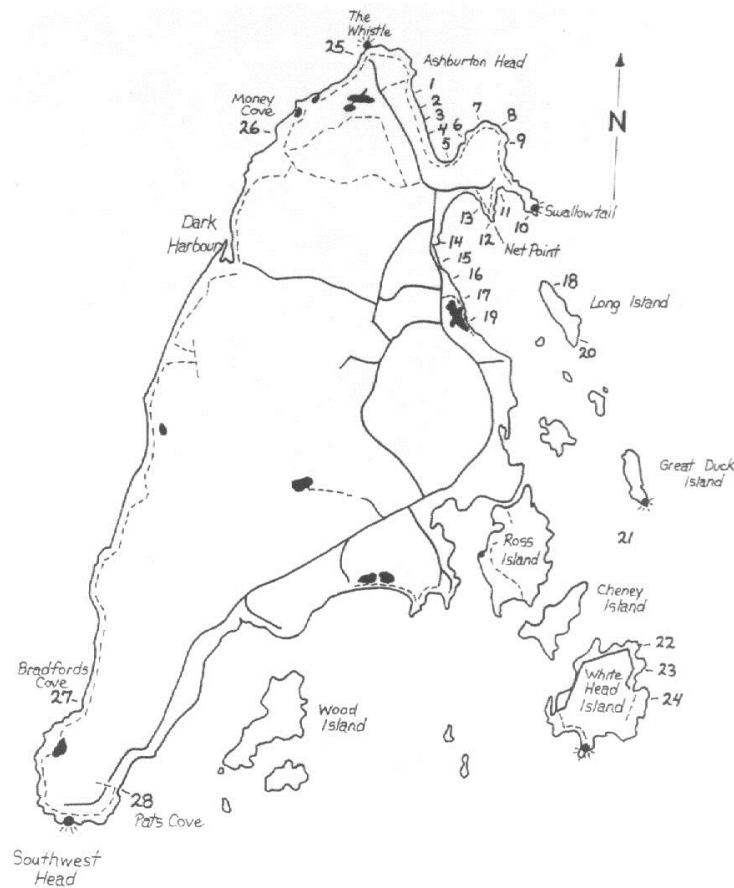 The
Whistle
25
Ashburton Head
1
2
3
4
5
6
7
8
9
Money
Cove
26
N
Swallowtail
10
11
12
13
Net Point
Dark
Harbour
14
15
16
17
18
19
Long Island
20
Great Duck
Island
21
Ross
Island
Cheney
Island
22
23
24
White
Head
Island
Bradfords
Cove
27
Wood
Island
28
Pats Cove
Southwest
Head